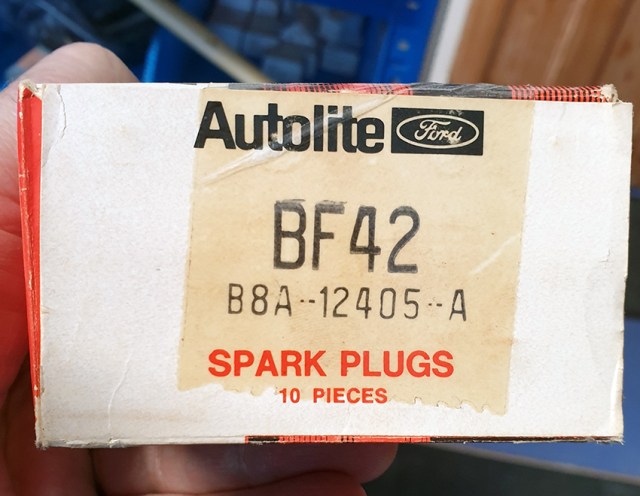 Autolite Ford
BF42
B8A--12405--A
SPARK PLUGS
10 PIECES